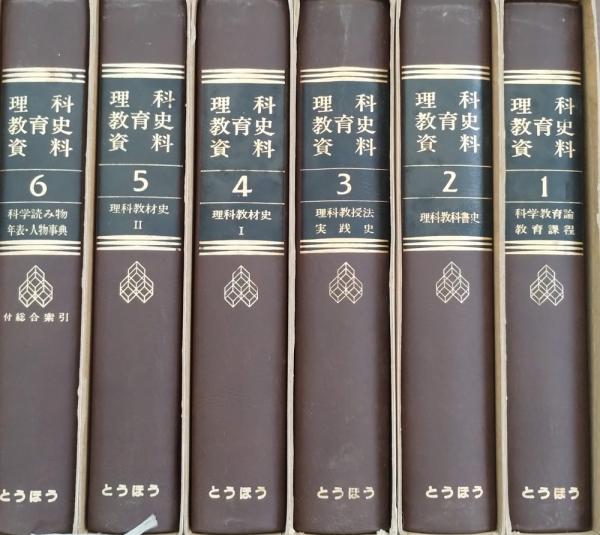 理科
教育史
資料
6
科学読み物
年表・人物事典
付総合索引
とうほう
理科
教育史
資料
5
理科教材史
II
とうほう
理科
教育史
資料
4
理科教材史
I
とうほう
理科
教育史
資料
3
理科教授法
実践史
とうほう
理科
教育史
資料
2
理科教科書史
とうほう
理科
教育史
資料
1
科学教育論
教育課程
とうほう